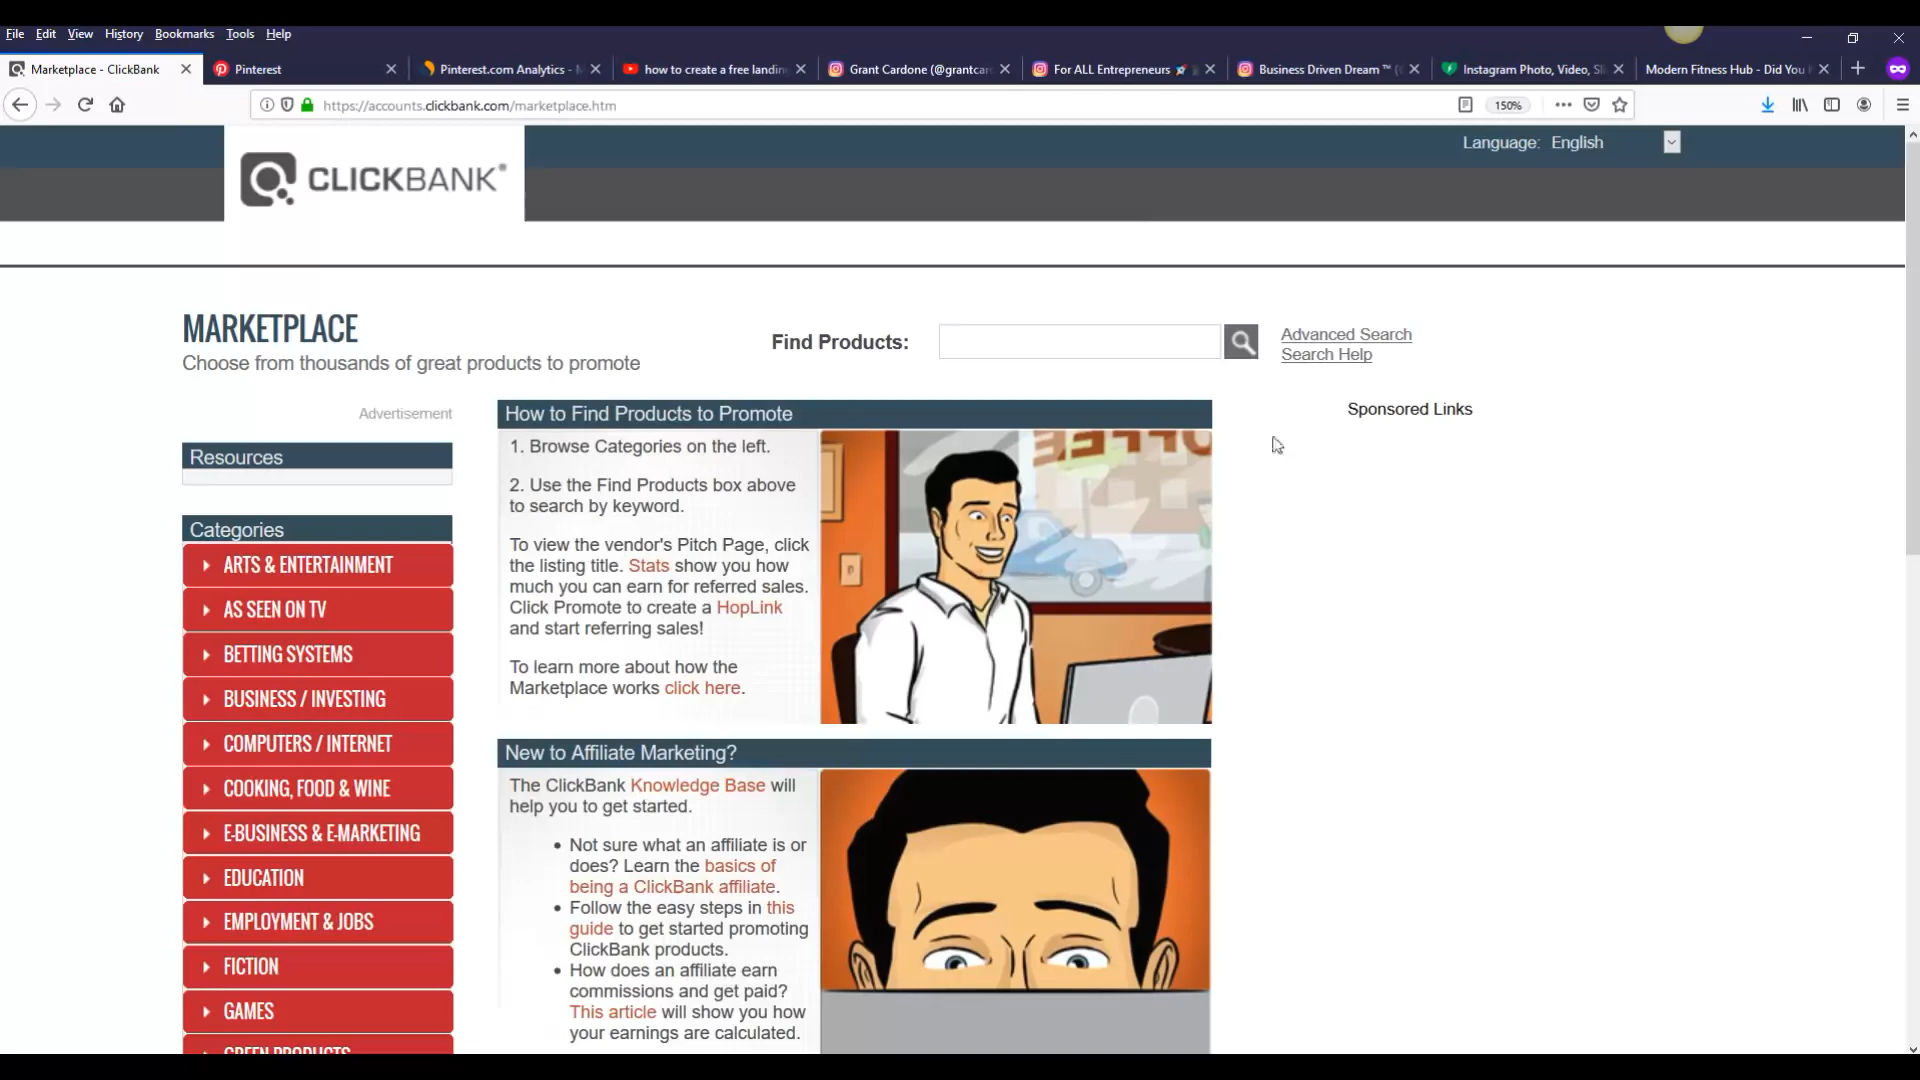 File Edit View History Bookmarks Tools Help
Marketplace - ClickBank
Pinterest
Pinterest.com Analytics -
how to create a free landin
Grant Cardone (@grantcar
For ALL Entrepreneurs 🚀
Business Driven Dream ™ (
Instagram Photo, Video, Sl
Modern Fitness Hub - Did You
https://accounts.clickbank.com/marketplace.htm
150%
Language: English
CLICKBANK®
MARKETPLACE
Choose from thousands of great products to promote
Find Products:
Advanced Search
Search Help
Advertisement
Resources
Categories
ARTS & ENTERTAINMENT
AS SEEN ON TV
BETTING SYSTEMS
BUSINESS / INVESTING
COMPUTERS / INTERNET
COOKING, FOOD & WINE
E-BUSINESS & E-MARKETING
EDUCATION
EMPLOYMENT & JOBS
FICTION
GAMES
GREEN PRODUCTS
How to Find Products to Promote
1. Browse Categories on the left.
2. Use the Find Products box above
to search by keyword.
To view the vendor's Pitch Page, click
the listing title. Stats show you how
much you can earn for referred sales.
Click Promote to create a HopLink
and start referring sales!
To learn more about how the
Marketplace works click here.
New to Affiliate Marketing?
The ClickBank Knowledge Base will
help you to get started.
• Not sure what an affiliate is or
does? Learn the basics of
being a ClickBank affiliate.
• Follow the easy steps in this
guide to get started promoting
ClickBank products.
• How does an affiliate earn
commissions and get paid?
This article will show you how
your earnings are calculated.
Sponsored Links